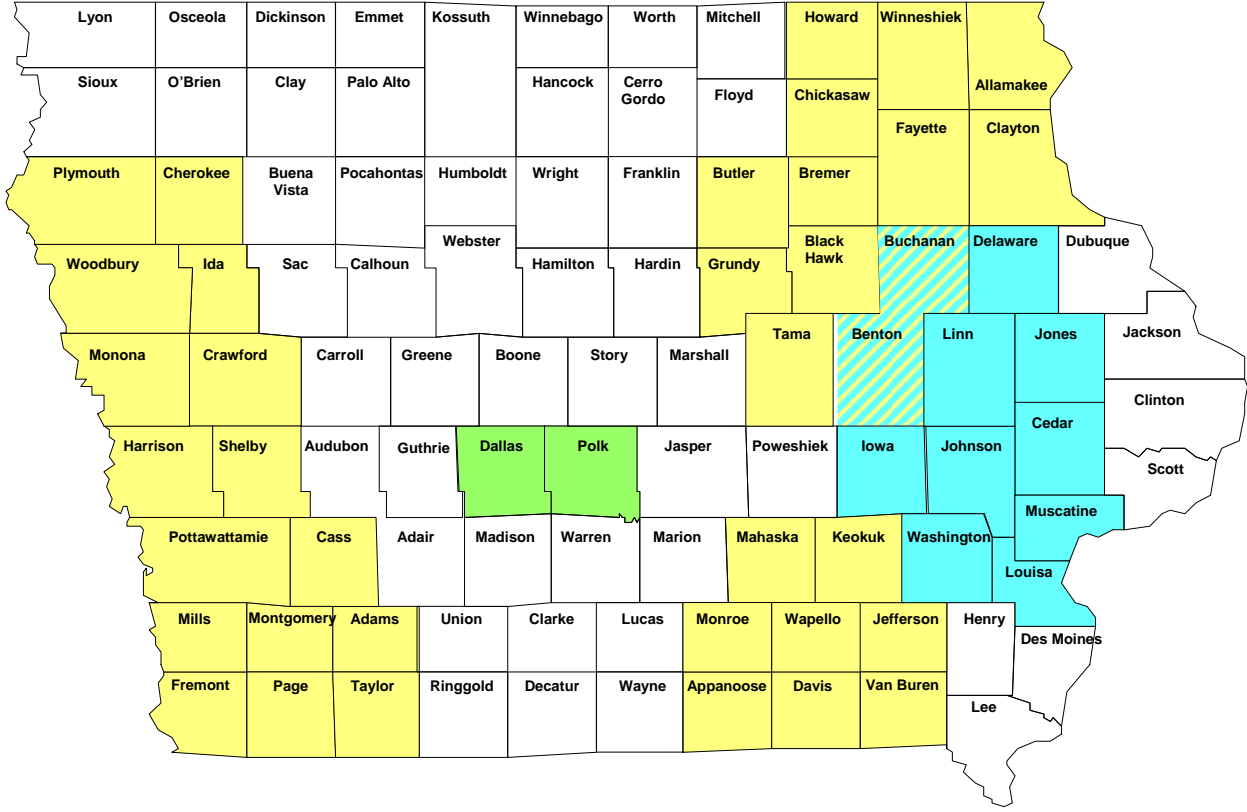 Lyon
Osceola
Dickinson
Emmet
Kossuth
Winnebago
Worth
Mitchell
Howard
Winneshiek
Allamakee
Sioux
O'Brien
Clay
Palo Alto
Hancock
Cerro
Gordo
Floyd
Chickasaw
Fayette
Clayton
Plymouth
Cherokee
Buena
Vista
Pocahontas
Humboldt
Wright
Franklin
Butler
Bremer
Webster
Black
Hawk
Buchanan
Delaware
Dubuque
Woodbury
Ida
Sac
Calhoun
Hamilton
Hardin
Grundy
Tama
Benton
Linn
Jones
Jackson
Monona
Crawford
Carroll
Greene
Boone
Story
Marshall
Clinton
Cedar
Harrison
Shelby
Audubon
Guthrie
Dallas
Polk
Jasper
Poweshiek
Iowa
Johnson
Scott
Muscatine
Pottawattamie
Cass
Adair
Madison
Warren
Marion
Mahaska
Keokuk
Washington
Louisa
Mills
Montgomery
Adams
Union
Clarke
Lucas
Monroe
Wapello
Jefferson
Henry
Des Moines
Fremont
Page
Taylor
Ringgold
Decatur
Wayne
Appanoose
Davis
Van Buren
Lee